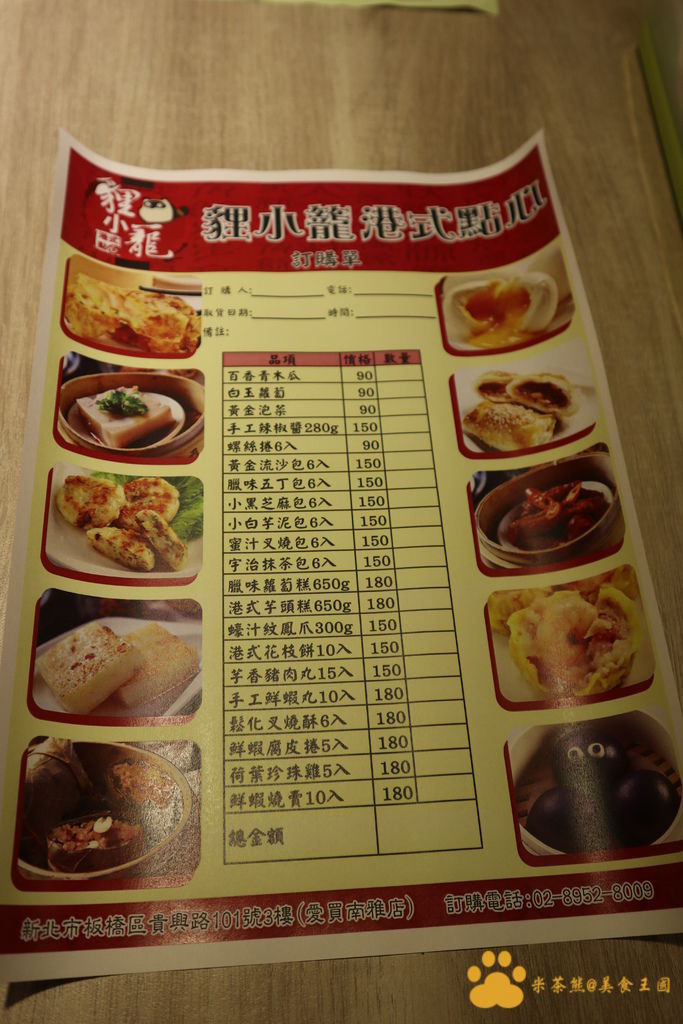 貍小龍
貍小龍港式點心
訂購單
訂 購 人: 電話:
取貨日期: 時間:
備註:
品項 價格 數量
百香青木瓜 90
白玉蘿蔔 90
黃金泡菜 90
手工辣椒醬280g 150
螺絲捲6入 90
黃金流沙包6入 150
臘味五丁包6入 150
小黑芝麻包6入 150
小白芋泥包6入 150
蜜汁叉燒包6入 150
宇治抹茶包6入 150
臘味蘿蔔糕650g 180
港式芋頭糕650g 180
蠔汁紋鳳爪300g 150
港式花枝餅10入 150
芋香豬肉丸15入 150
手工鮮蝦丸10入 180
鬆化叉燒酥6入 180
鮮蝦腐皮捲5入 180
荷葉珍珠雞5入 180
鮮蝦燒賣10入 180
總金額
新北市板橋區貴興路101號3樓(愛買南雅店) 訂購電話:02-8952-8009
米茶熊@美食王國